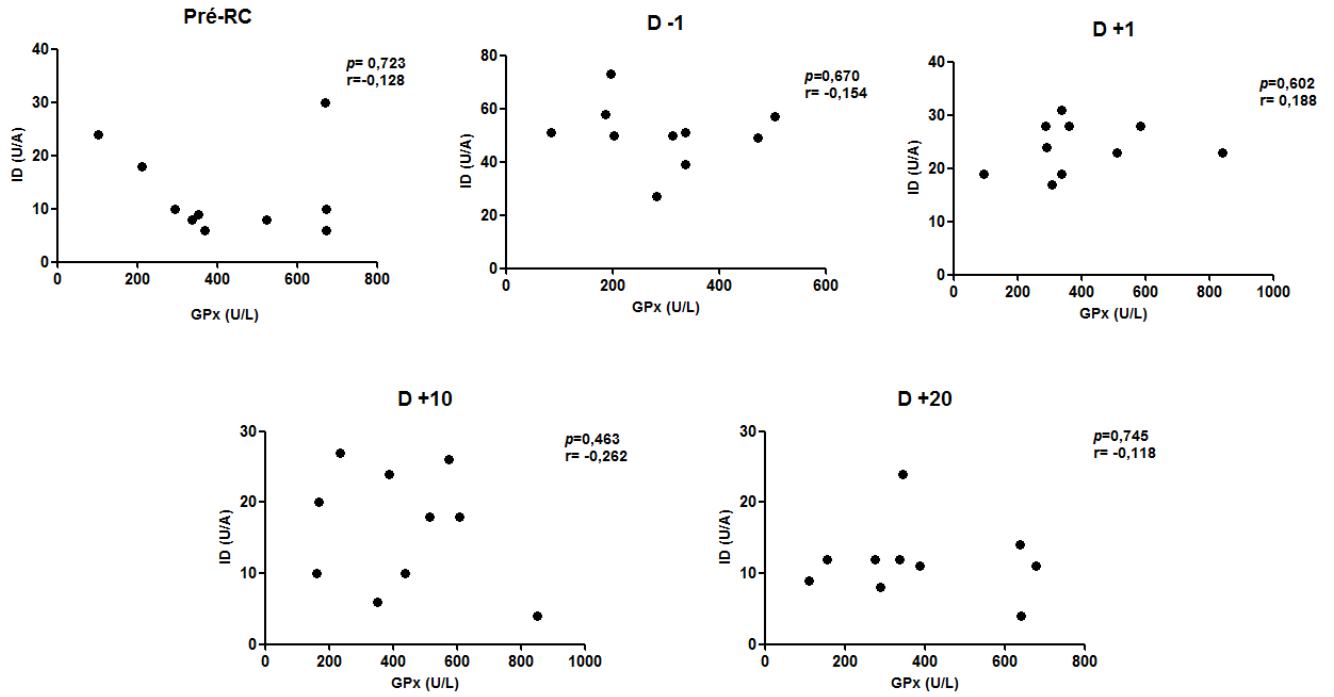 Pré-RC
p= 0,723
r=-0,128
40
30
20
10
0
ID (U/A)
0 200 400 600 800
GPx (U/L)
D -1
p=0,670
r= -0,154
80
60
40
20
0
ID (U/A)
0 200 400 600
GPx (U/L)
D +1
p=0,602
r= 0,188
40
30
20
10
0
ID (U/A)
0 200 400 600 800 1000
GPx (U/L)
D +10
p=0,463
r= -0,262
30
20
10
0
ID (U/A)
0 200 400 600 800 1000
GPx (U/L)
D +20
p=0,745
r= -0,118
30
20
10
0
ID (U/A)
0 200 400 600 800
GPx (U/L)